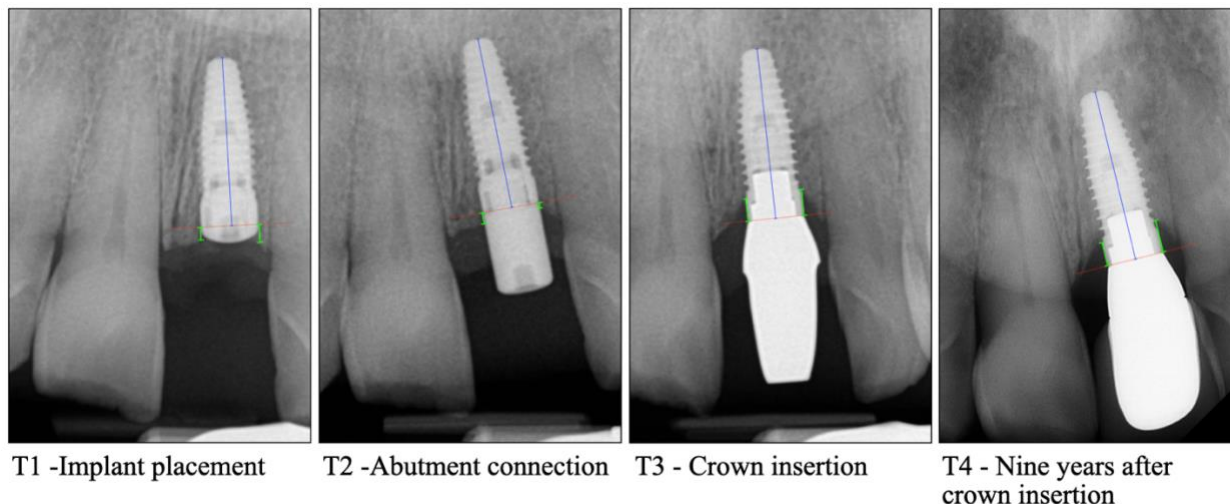 T1 -Implant placement
T2 -Abutment connection
T3 - Crown insertion
T4 - Nine years after
crown insertion